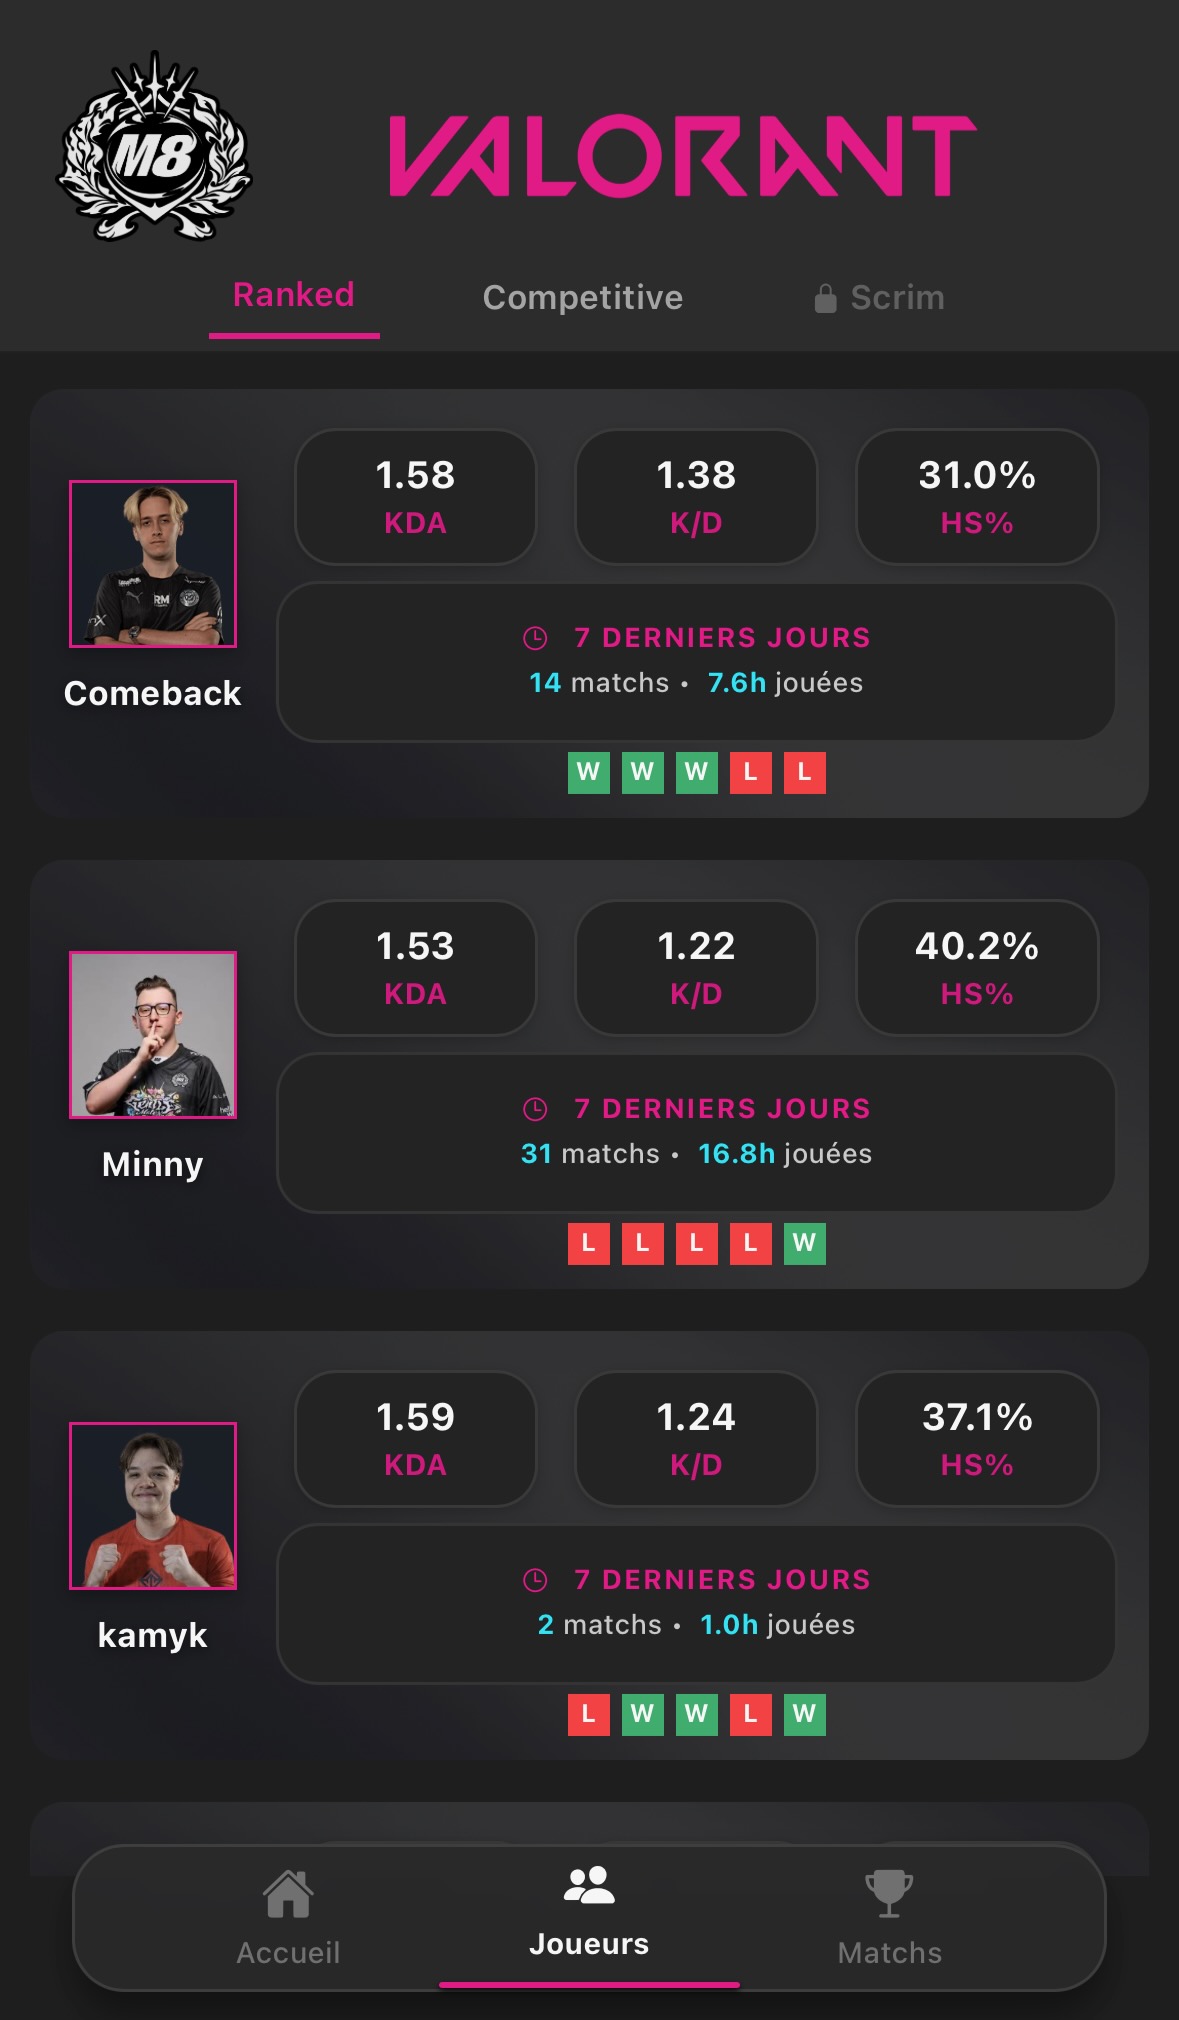 M8
VALORANT
Ranked
Competitive
Scrim
1.58
KDA
1.38
K/D
31.0%
HS%
Comeback
7 DERNIERS JOURS
14 matchs • 7.6h jouées
W W W L L
1.53
KDA
1.22
K/D
40.2%
HS%
Minny
7 DERNIERS JOURS
31 matchs • 16.8h jouées
L L L L W
1.59
KDA
1.24
K/D
37.1%
HS%
kamyk
7 DERNIERS JOURS
2 matchs • 1.0h jouées
L W W L W
Accueil
Joueurs
Matchs